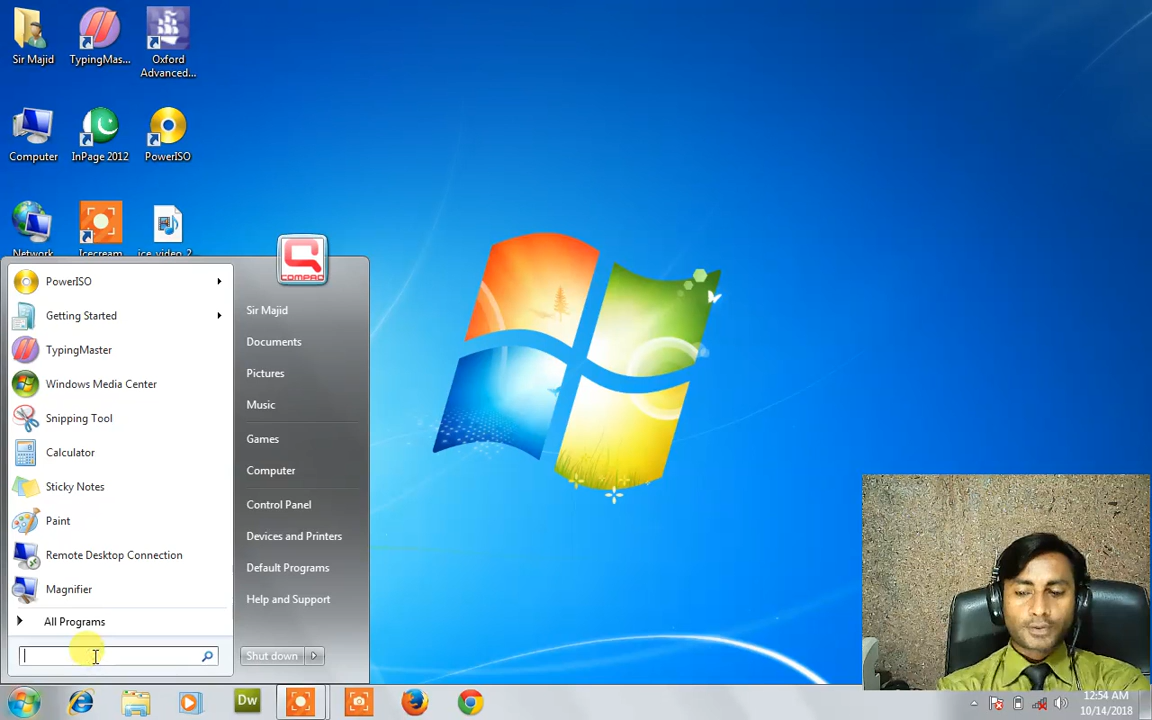 Sir Majid
TypingMas...
Oxford
Advanced...
Computer
InPage 2012
PowerISO
Network
Icecream
ice_video_2
COMPAQ
PowerISO
Getting Started
TypingMaster
Windows Media Center
Snipping Tool
Calculator
Sticky Notes
Paint
Remote Desktop Connection
Magnifier
All Programs
Sir Majid
Documents
Pictures
Music
Games
Computer
Control Panel
Devices and Printers
Default Programs
Help and Support
Shut down
Dw
12:54 AM
10/14/2018